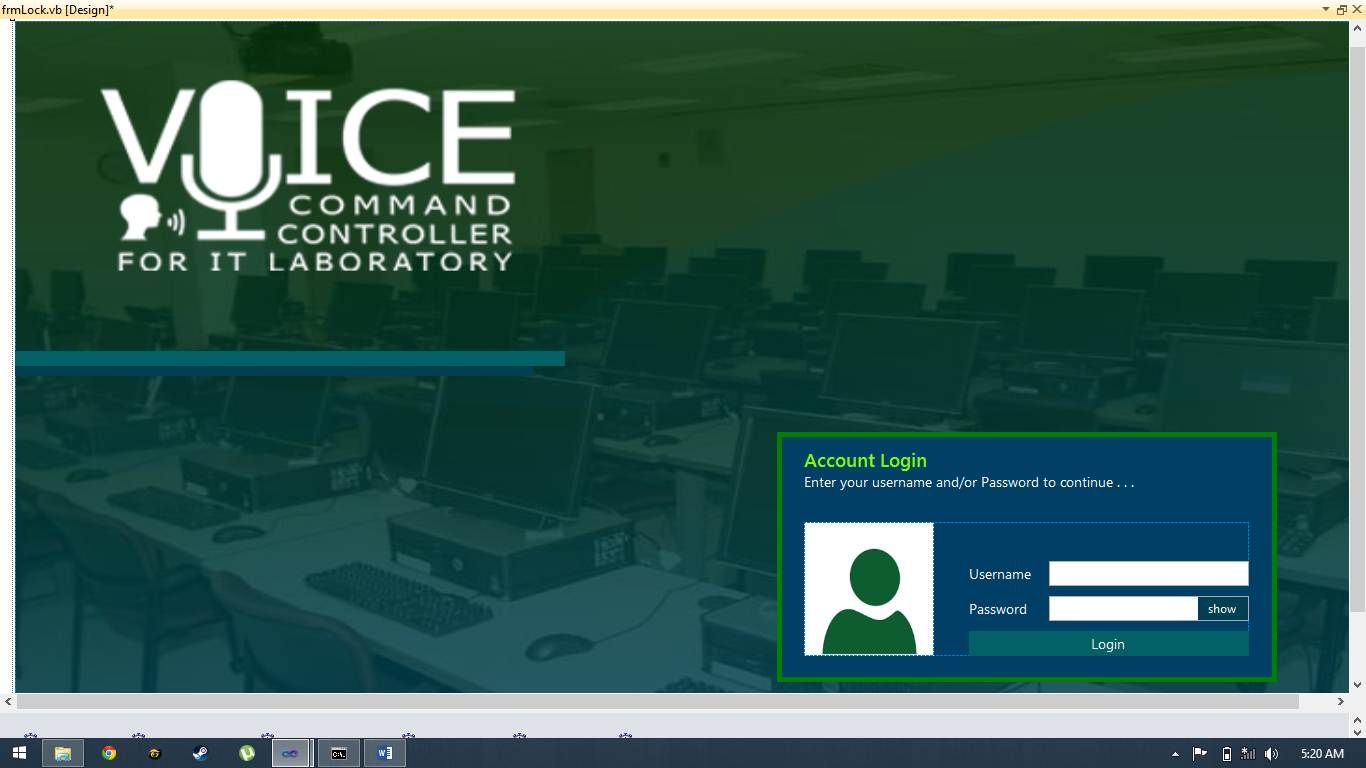 frmLock.vb [Design]*
VOICE
COMMAND
CONTROLLER
FOR IT LABORATORY
Account Login
Enter your username and/or Password to continue . . .
Username
Password show
Login
C:\.
5:20 AM